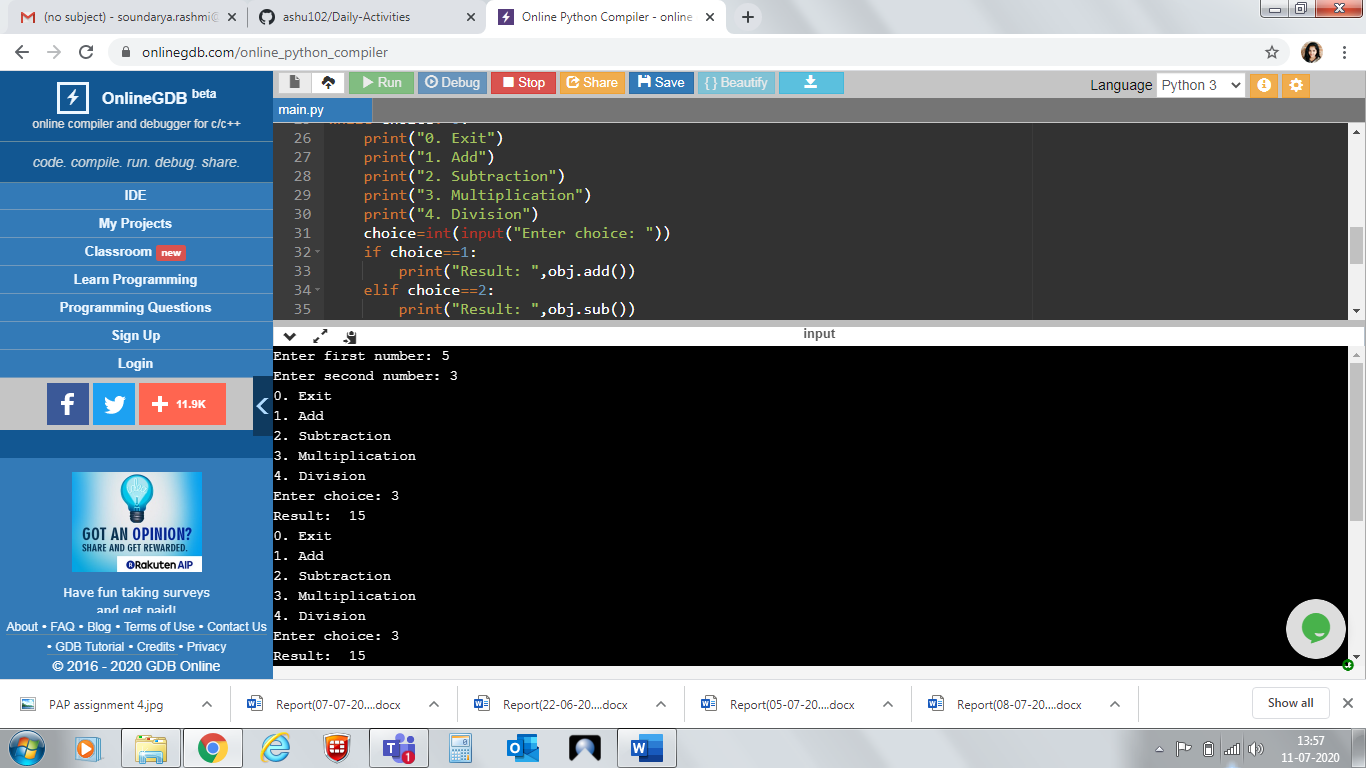 (no subject) - soundarya.rashmi@
ashu102/Daily-Activities
Online Python Compiler - online
onlinegdb.com/online_python_compiler
Run
Debug
Stop
Share
Save
{ } Beautify
Language Python 3
OnlineGDB beta
online compiler and debugger for c/c++
code. compile. run. debug. share.
IDE
My Projects
Classroom new
Learn Programming
Programming Questions
Sign Up
Login
f
+ 11.9K
GOT AN OPINION?
SHARE AND GET REWARDED.
Rakuten AIP
Have fun taking surveys
and get paid!
About • FAQ • Blog • Terms of Use • Contact Us
• GDB Tutorial • Credits • Privacy
© 2016 - 2020 GDB Online
main.py
26 print("0. Exit")
27 print("1. Add")
28 print("2. Subtraction")
29 print("3. Multiplication")
30 print("4. Division")
31 choice=int(input("Enter choice: "))
32 if choice==1:
33 print("Result: ",obj.add())
34 elif choice==2:
35 print("Result: ",obj.sub())
input
Enter first number: 5
Enter second number: 3
0. Exit
1. Add
2. Subtraction
3. Multiplication
4. Division
Enter choice: 3
Result:  15
0. Exit
1. Add
2. Subtraction
3. Multiplication
4. Division
Enter choice: 3
Result:  15
PAP assignment 4.jpg
Report(07-07-20....docx
Report(22-06-20....docx
Report(05-07-20....docx
Report(08-07-20....docx
Show all
1
13:57
11-07-2020